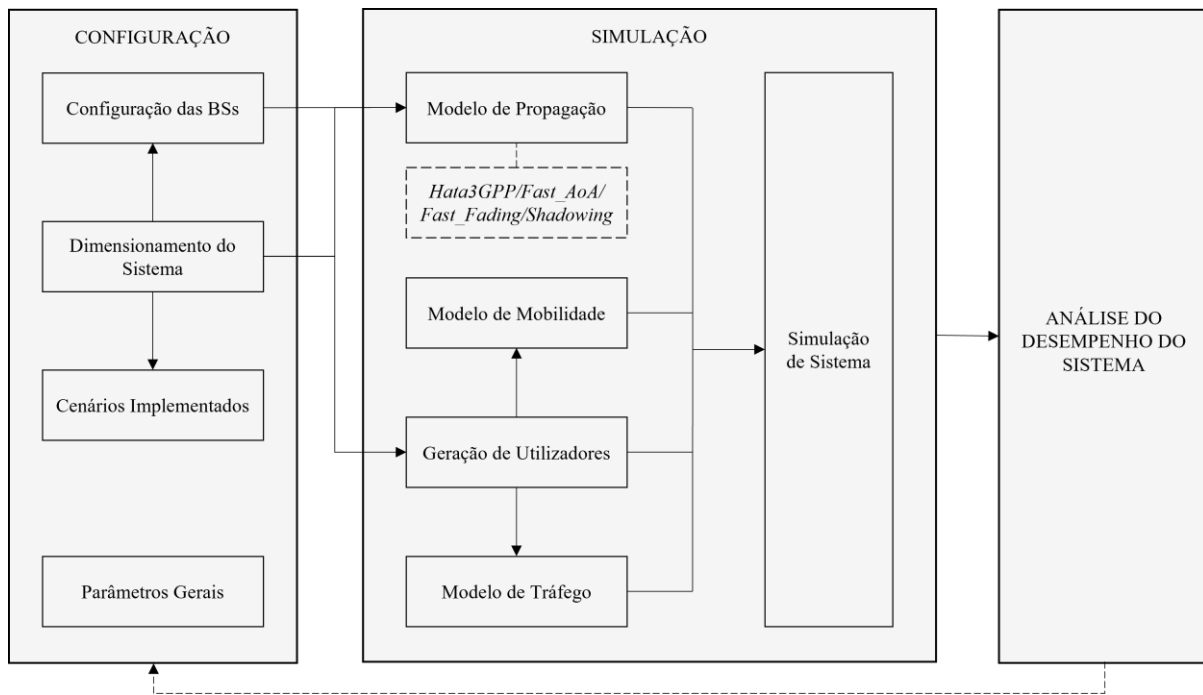 CONFIGURAÇÃO
Configuração das BSs
Dimensionamento do
Sistema
Cenários Implementados
Parâmetros Gerais
SIMULAÇÃO
Modelo de Propagação
Hata3GPP/Fast_AoA/
Fast_Fading/Shadowing
Modelo de Mobilidade
Geração de Utilizadores
Modelo de Tráfego
Simulação
de Sistema
ANÁLISE DO
DESEMPENHO DO
SISTEMA